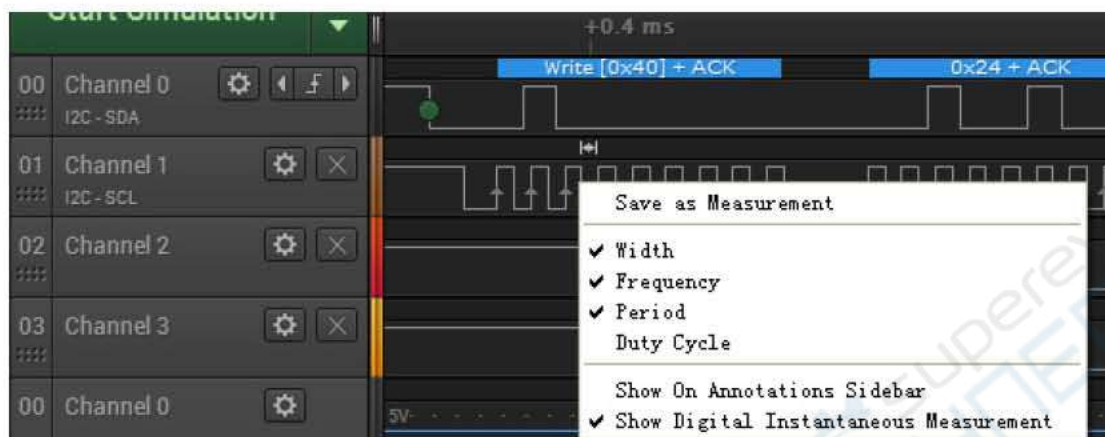 Start Simulation
+0.4 ms
Write [0x40] + ACK
0x24 + ACK
00 Channel 0
I2C - SDA
01 Channel 1
I2C - SCL
02 Channel 2
03 Channel 3
00 Channel 0
5V
Save as Measurement
Width
Frequency
Period
Duty Cycle
Show On Annotations Sidebar
Show Digital Instantaneous Measurement